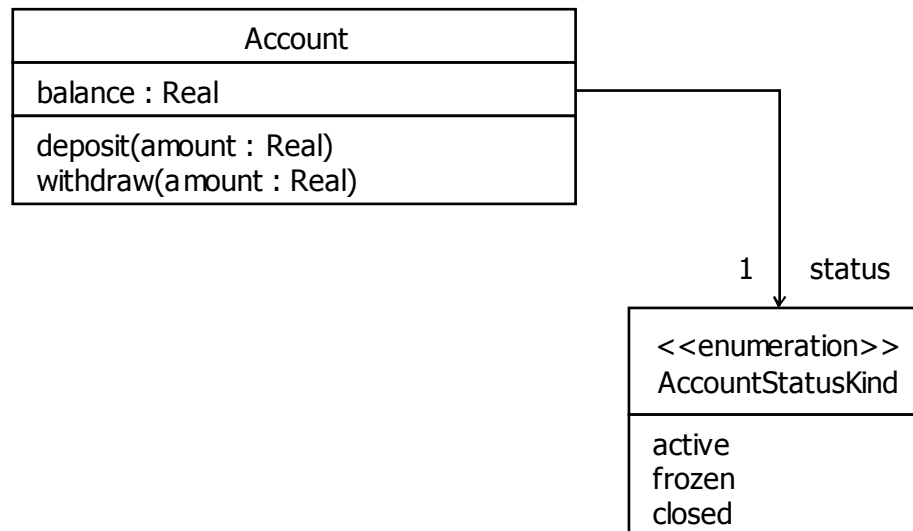 Account
balance : Real
deposit(amount : Real)
withdraw(amount : Real)
1 status
<<enumeration>>
AccountStatusKind
active
frozen
closed